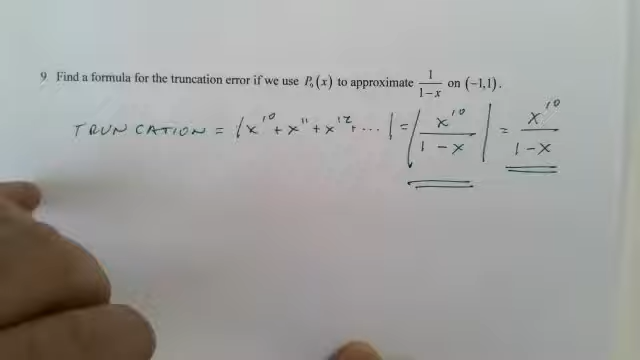 9 Find a formula for the truncation error if we use P₉(x) to approximate 1/(1-x) on (-1,1).
TRUNCATION = |x¹⁰ + x¹¹ + x¹² + ...| = |x¹⁰/(1-x)| = x¹⁰/(1-x)